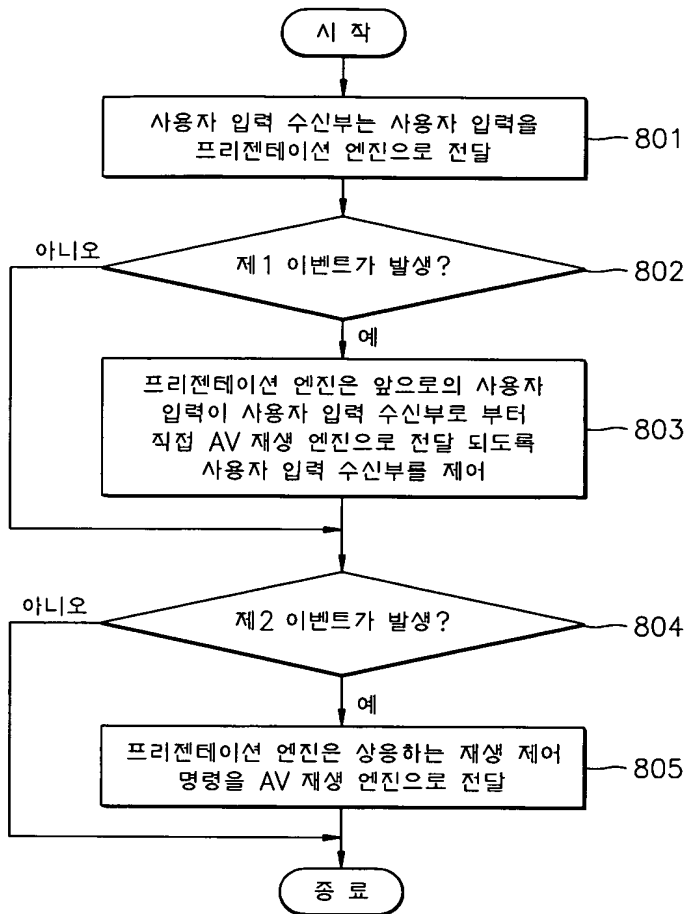 시 작
사용자 입력 수신부는 사용자 입력을
프리젠테이션 엔진으로 전달
801
아니오
제1 이벤트가 발생?
802
예
프리젠테이션 엔진은 앞으로의 사용자
입력이 사용자 입력 수신부로 부터
직접 AV 재생 엔진으로 전달 되도록
사용자 입력 수신부를 제어
803
아니오
제2 이벤트가 발생?
804
예
프리젠테이션 엔진은 상응하는 재생 제어
명령을 AV 재생 엔진으로 전달
805
종 료